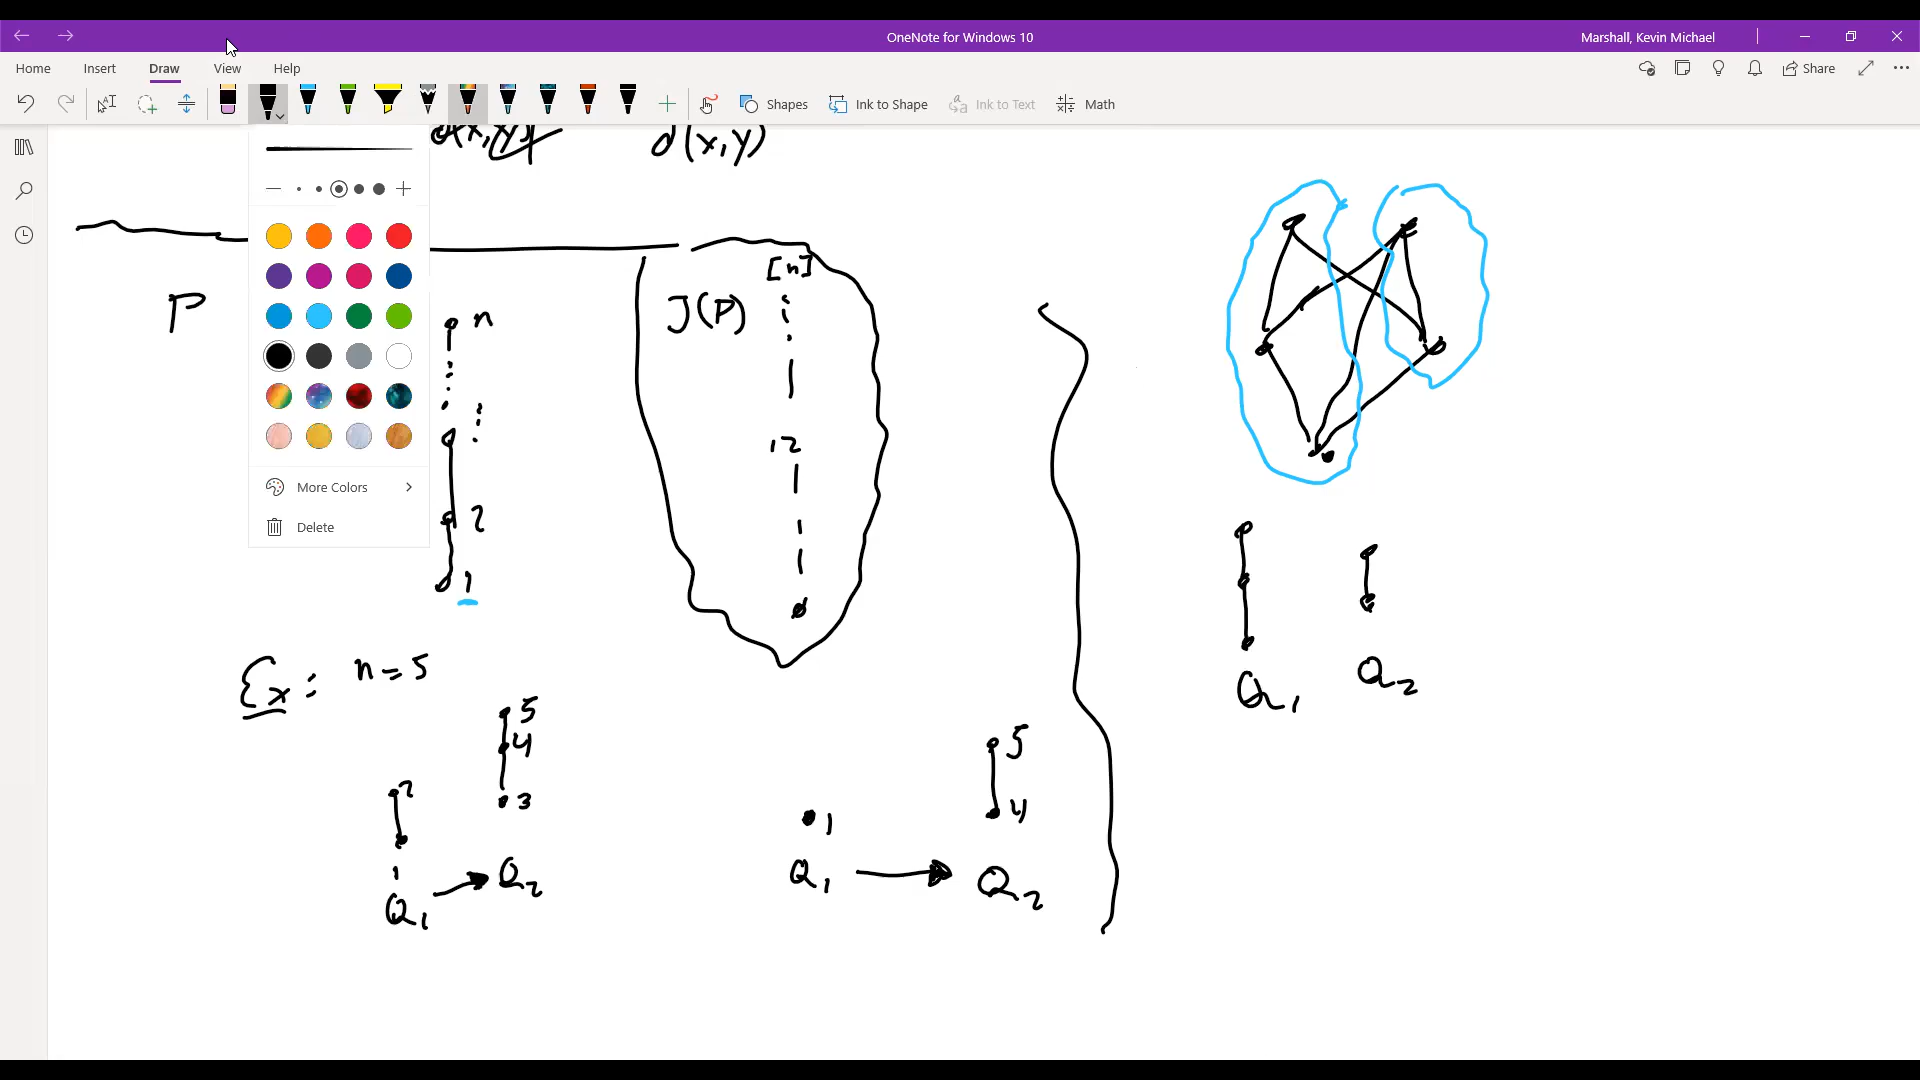 OneNote for Windows 10
Marshall, Kevin Michael
Home Insert Draw View Help
Share
Shapes Ink to Shape Ink to Text Math
d(x,y) d(x,y)
[n]
P
J(P)
n
12
2
1
ø
More Colors
Delete
Q1 Q2
Ex: n=5
5
4
3
2
1
Q1 Q2
5
4
1
Q1 Q2